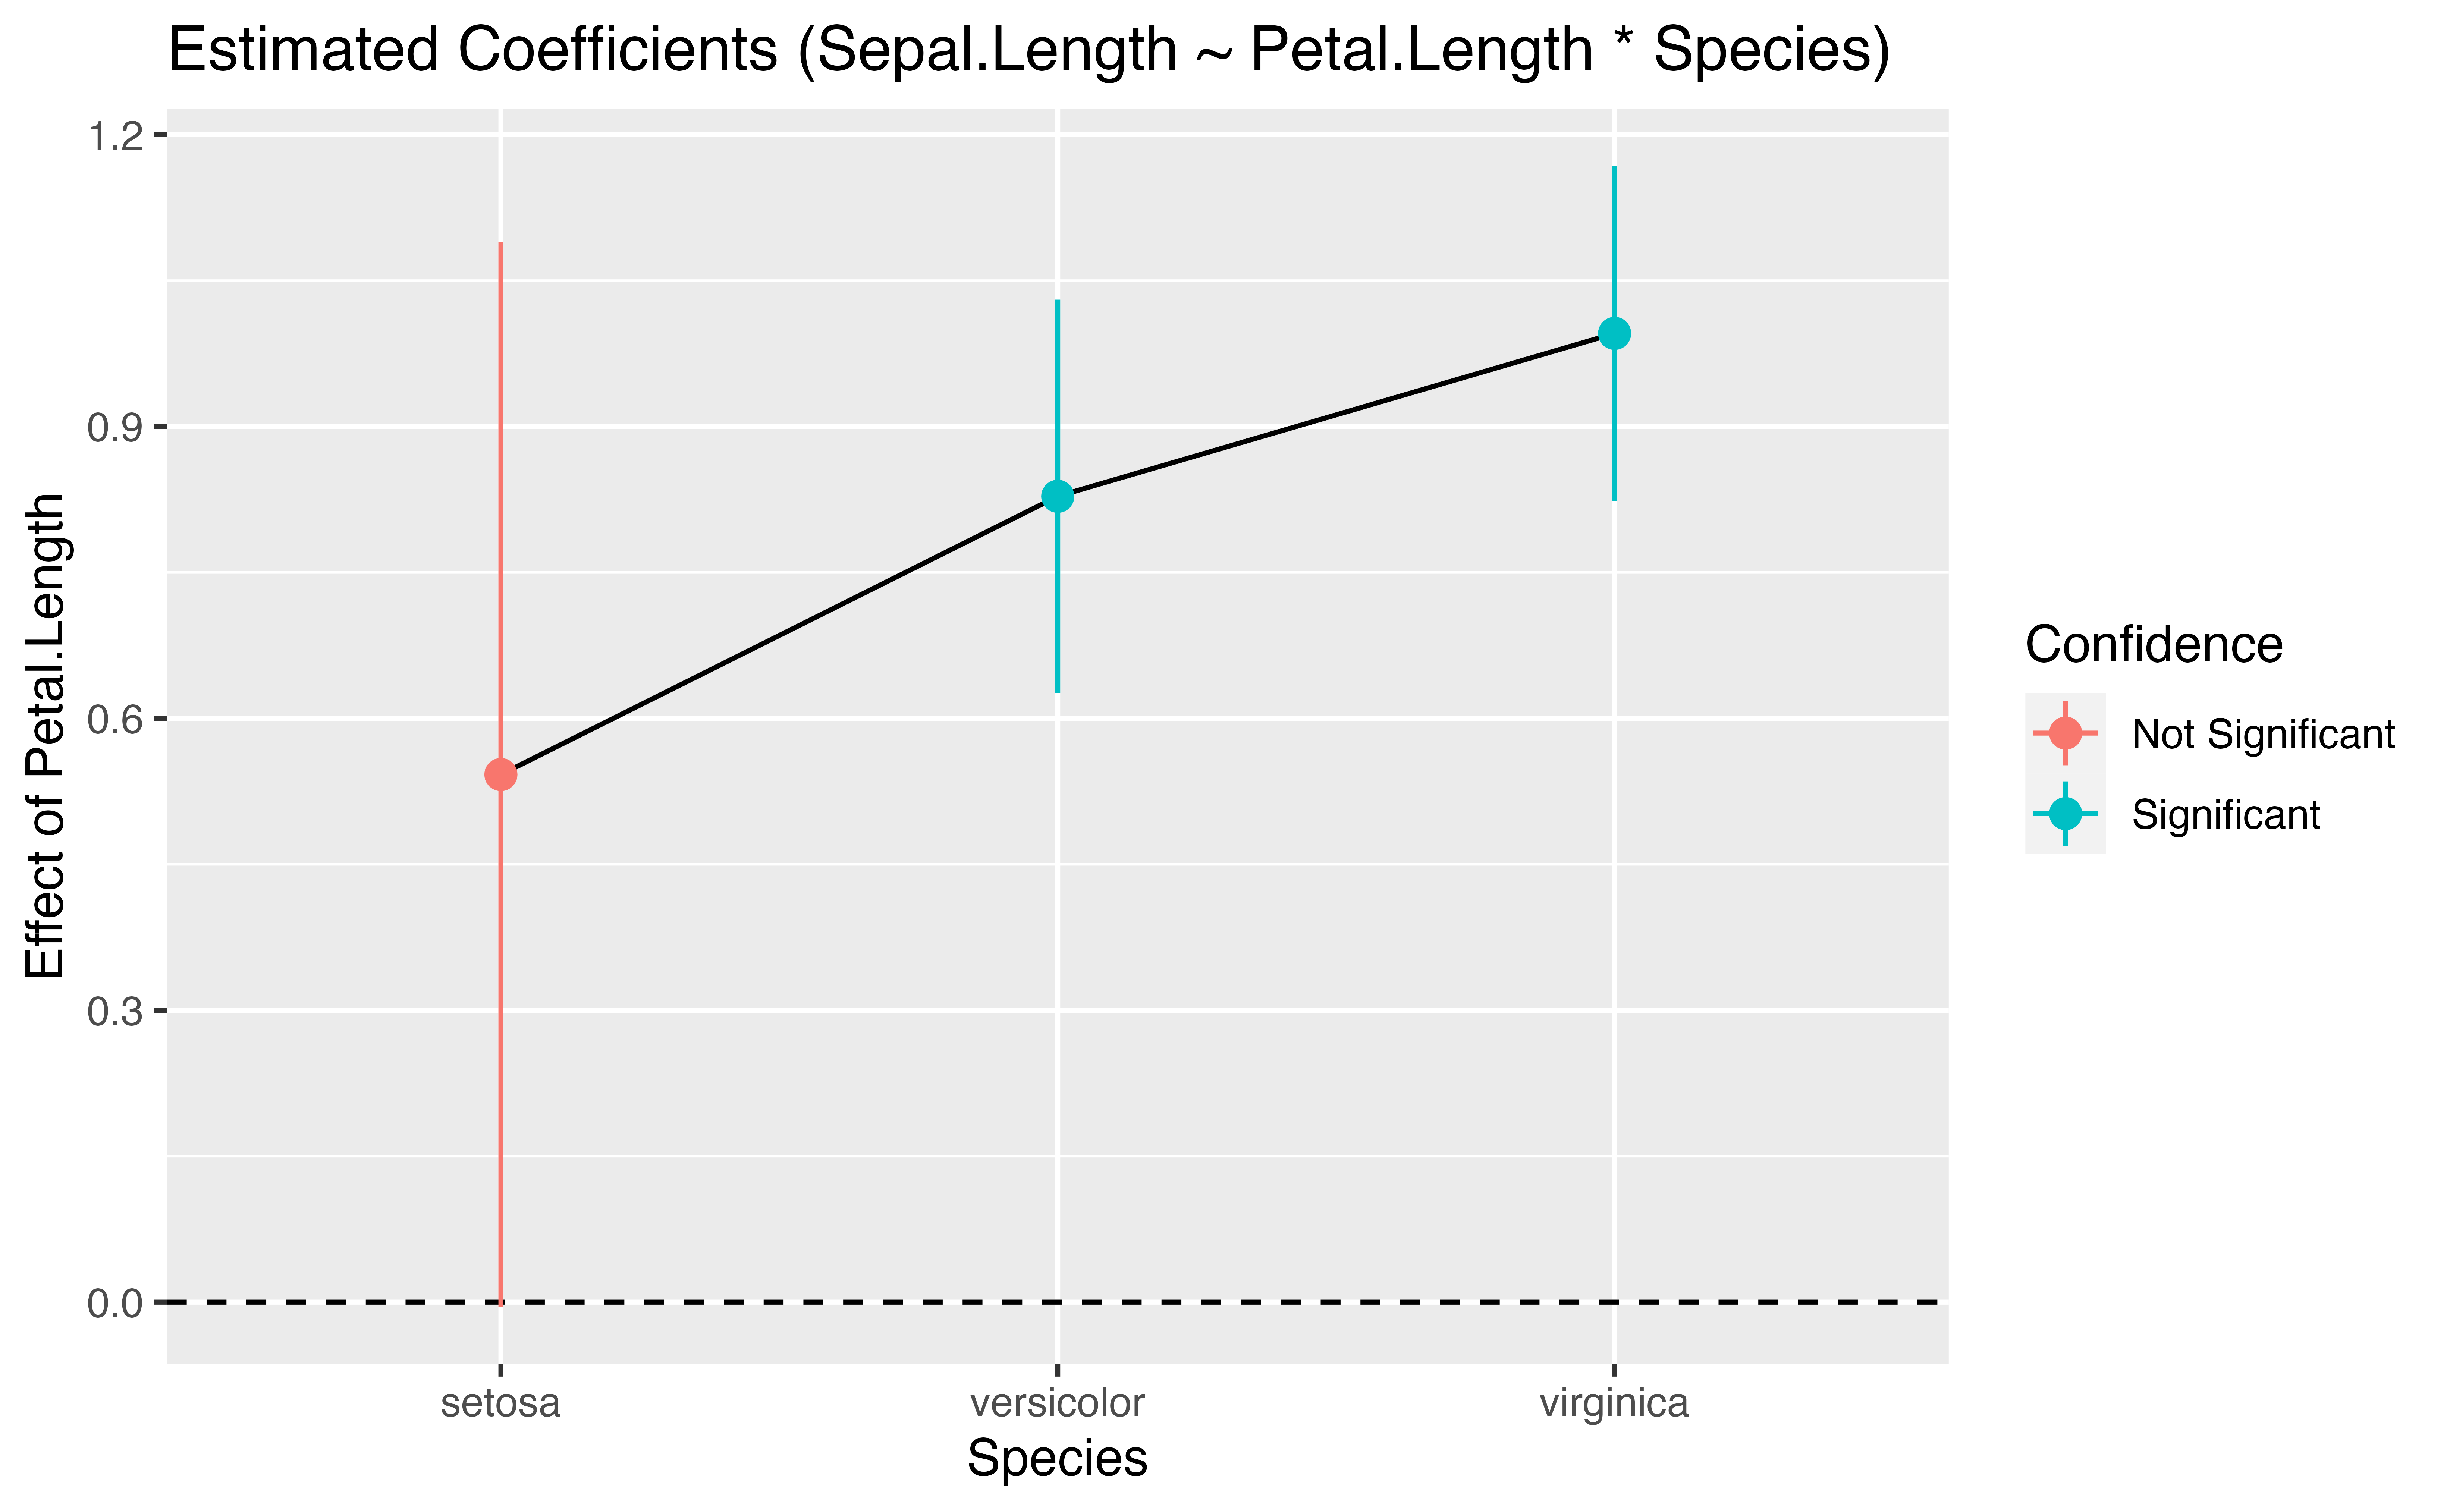 Estimated Coefficients (Sepal.Length ~ Petal.Length * Species)
Effect of Petal.Length
1.2
0.9
0.6
0.3
0.0
setosa
versicolor
virginica
Species
Confidence
Not Significant
Significant